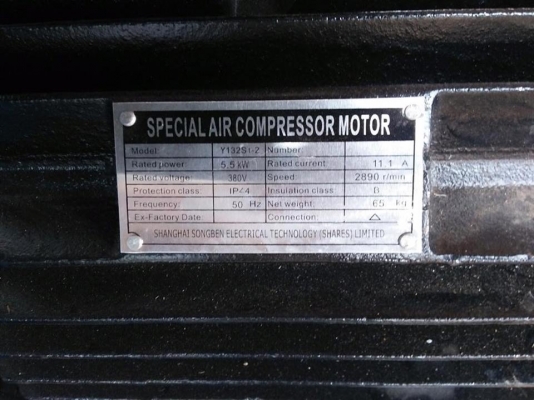 SPECIAL AIR COMPRESSOR MOTOR
Model: Y132S1-2 Number:
Rated power: 5.5 kW Rated current: 11.1 A
Rated voltage: 380V Speed: 2890 r/min
Protection class: IP44 Insulation class: B
Frequency: 50 Hz Net weight: 65 Kg
Ex-Factory Date: Connection: △
SHANGHAI SONGBEN ELECTRICAL TECHNOLOGY (SHARES) LIMITED